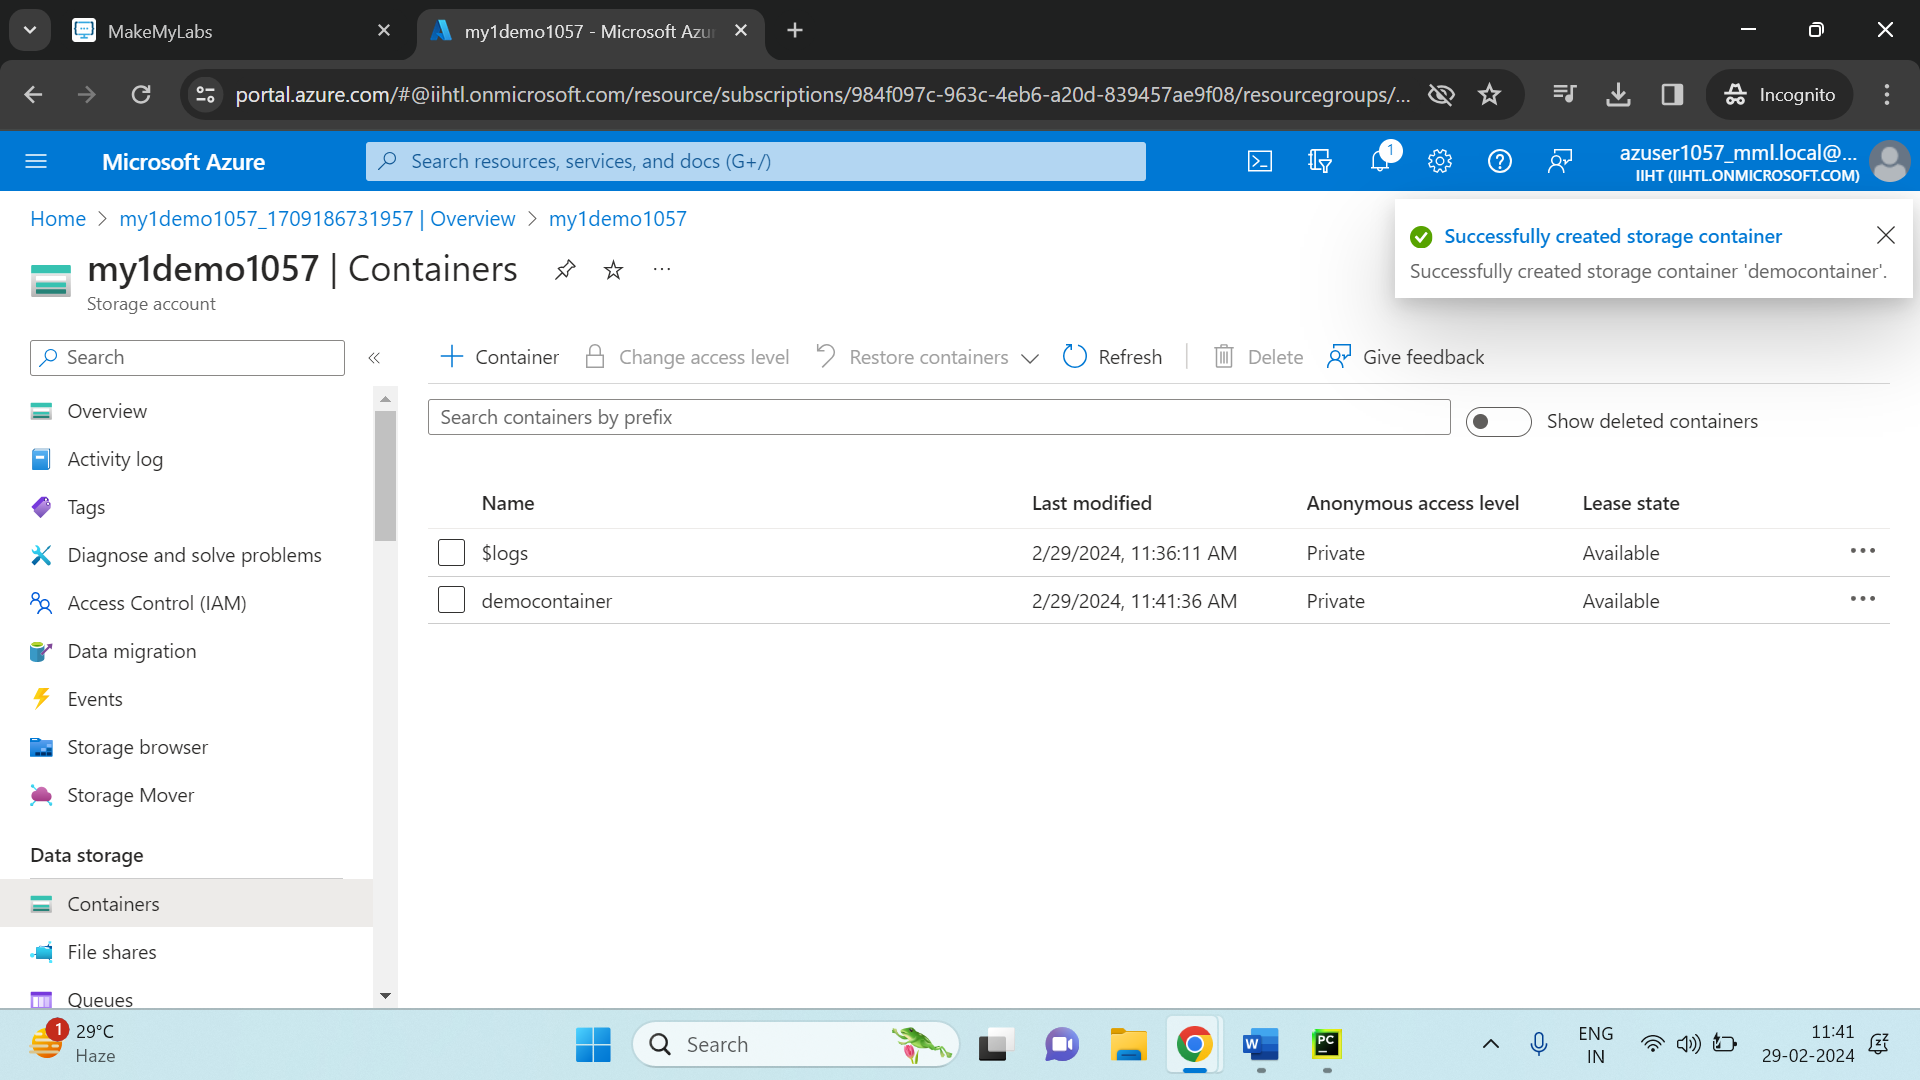 MakeMyLabs
my1demo1057 - Microsoft Azu
portal.azure.com/#@iihtl.onmicrosoft.com/resource/subscriptions/984f097c-963c-4eb6-a20d-839457ae9f08/resourcegroups/...
Incognito
Microsoft Azure
Search resources, services, and docs (G+/)
1
azuser1057_mml.local@...
IIHT (IIHTL.ONMICROSOFT.COM)
Home > my1demo1057_1709186731957 | Overview > my1demo1057
Successfully created storage container
Successfully created storage container 'democontainer'.
my1demo1057 | Containers
Storage account
Search
Container
Change access level
Restore containers
Refresh
Delete
Give feedback
Search containers by prefix
Show deleted containers
Name Last modified Anonymous access level Lease state
$logs 2/29/2024, 11:36:11 AM Private Available
democontainer 2/29/2024, 11:41:36 AM Private Available
Overview
Activity log
Tags
Diagnose and solve problems
Access Control (IAM)
Data migration
Events
Storage browser
Storage Mover
Data storage
Containers
File shares
Queues
1
29°C
Haze
Search
W
PC
ENG
IN
11:41
29-02-2024